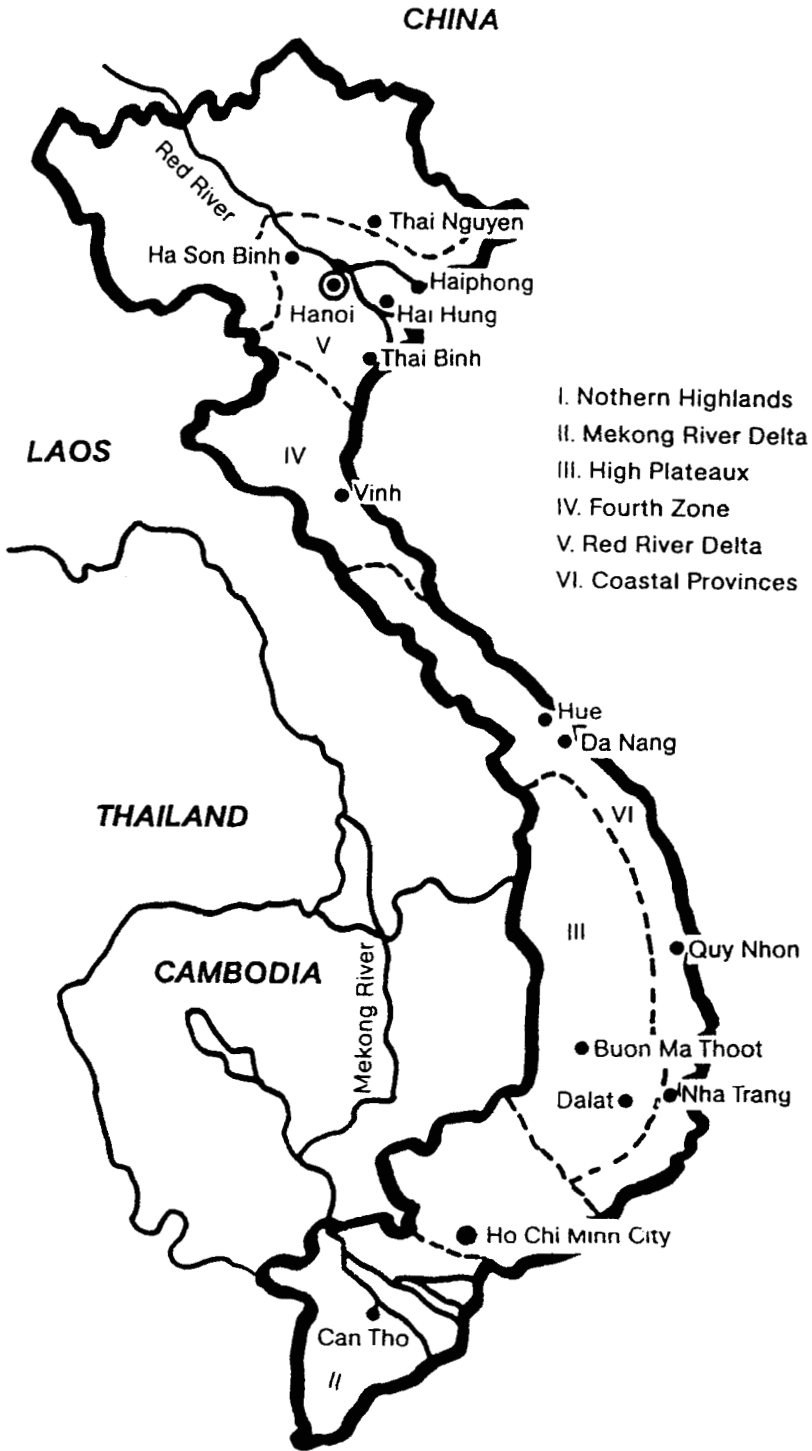 CHINA
Red River
Thai Nguyen
Ha Son Binh
Haiphong
Hanoi
Hai Hung
V
Thai Binh
I. Nothern Highlands
II. Mekong River Delta
III. High Plateaux
IV. Fourth Zone
V. Red River Delta
VI. Coastal Provinces
LAOS
IV
Vinh
Hue
Da Nang
THAILAND
VI
III
CAMBODIA
Mekong River
Quy Nhon
Buon Ma Thoot
Dalat
Nha Trang
Ho Chi Minh City
Can Tho
II